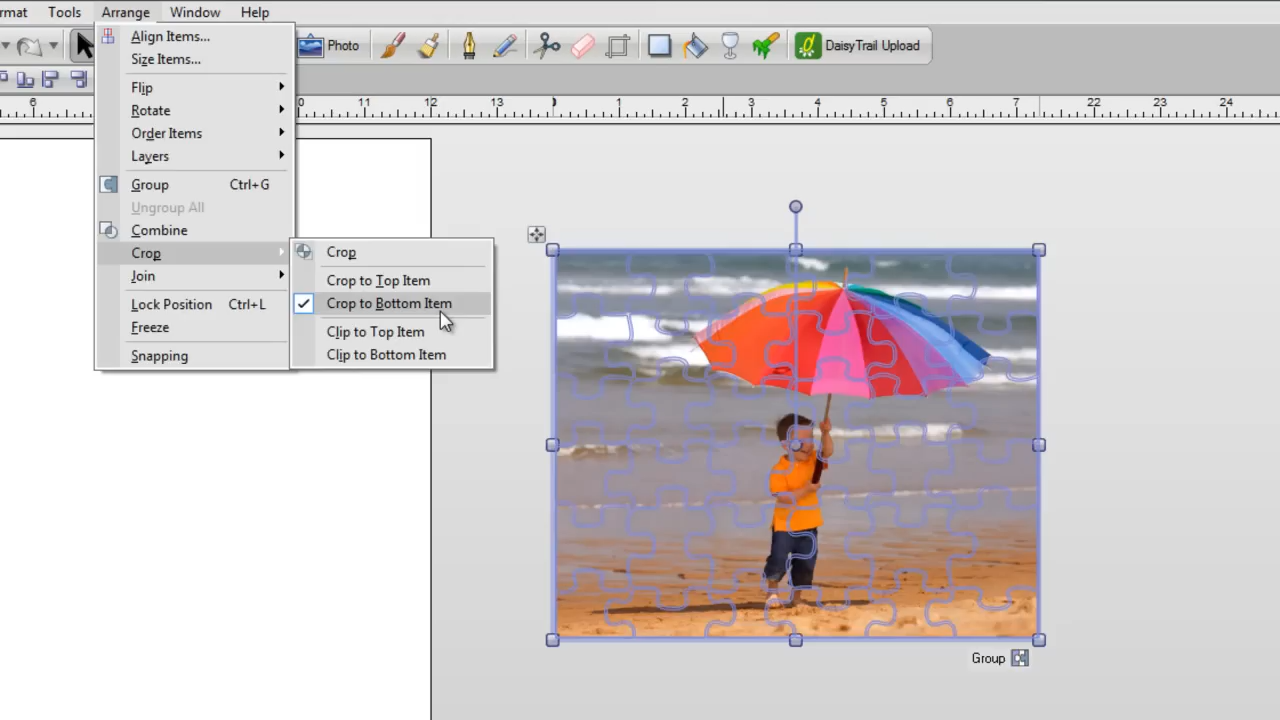 rmat Tools Arrange Window Help
Align Items...
Size Items...
Photo
DaisyTrail Upload
Flip
Rotate
Order Items
Layers
6 0 11 12 13 1 2 3 4 5 6 7 22 23 24
Group Ctrl+G
Ungroup All
Combine
Crop
Join
Lock Position Ctrl+L
Freeze
Snapping
Crop
Crop to Top Item
Crop to Bottom Item
Clip to Top Item
Clip to Bottom Item
Group